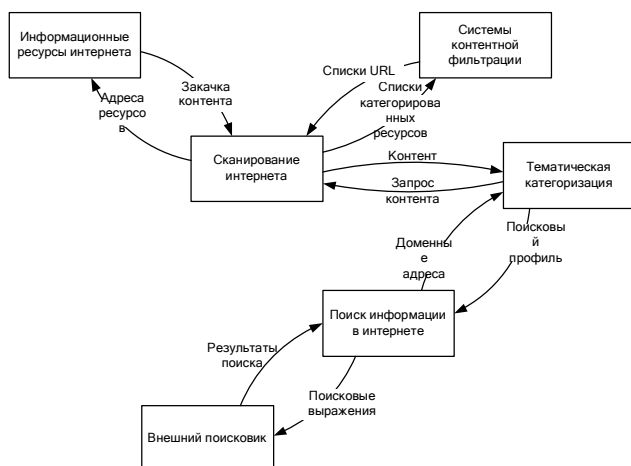 Информационные
ресурсы интернета
Системы
контентной
фильтрации
Списки URL
Закачка
контента
Списки
категорирова
нных
ресурсов
Адреса
ресурсо
в
Сканирование
интернета
Контент
Запрос
контента
Тематическая
категоризация
Доменны
е
адреса
Поисковы
й
профиль
Поиск информации
в интернете
Результаты
поиска
Поисковые
выражения
Внешний поисковик